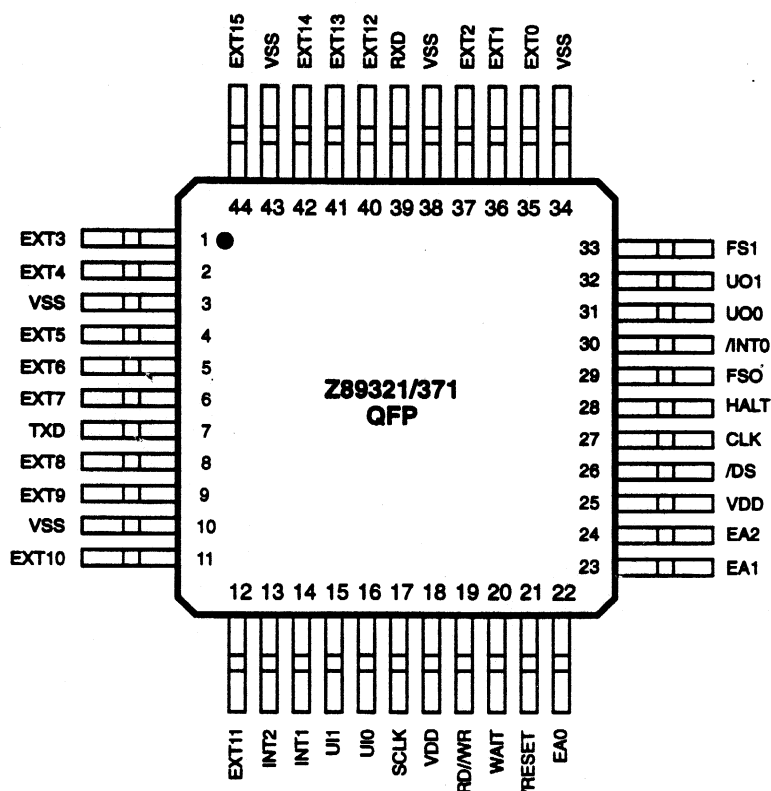 EXT15 VSS EXT14 EXT13 EXT12 RXD VSS EXT2 EXT1 EXT0 VSS
44 43 42 41 40 39 38 37 36 35 34
EXT3 1
EXT4 2
VSS 3
EXT5 4
EXT6 5
EXT7 6
TXD 7
EXT8 8
EXT9 9
VSS 10
EXT10 11
Z89321/371
QFP
33 FS1
32 UO1
31 UO0
30 /INT0
29 FSO
28 HALT
27 CLK
26 /DS
25 VDD
24 EA2
23 EA1
12 13 14 15 16 17 18 19 20 21 22
EXT11 INT2 INT1 UI1 UI0 SCLK VDD RD//WR WAIT /RESET EA0